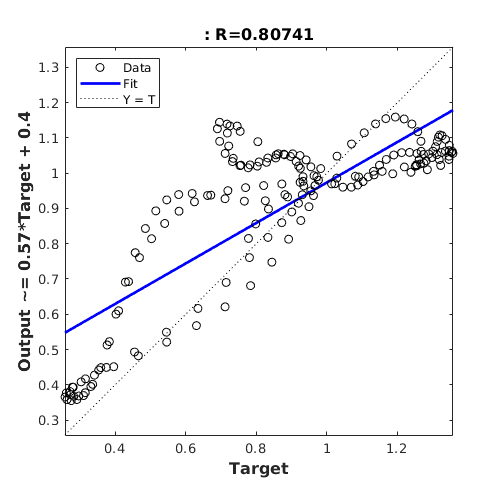 : R=0.80741
Data
Fit
Y = T
Output ~= 0.57*Target + 0.4
1.3
1.2
1.1
1
0.9
0.8
0.7
0.6
0.5
0.4
0.3
0.4 0.6 0.8 1 1.2
Target